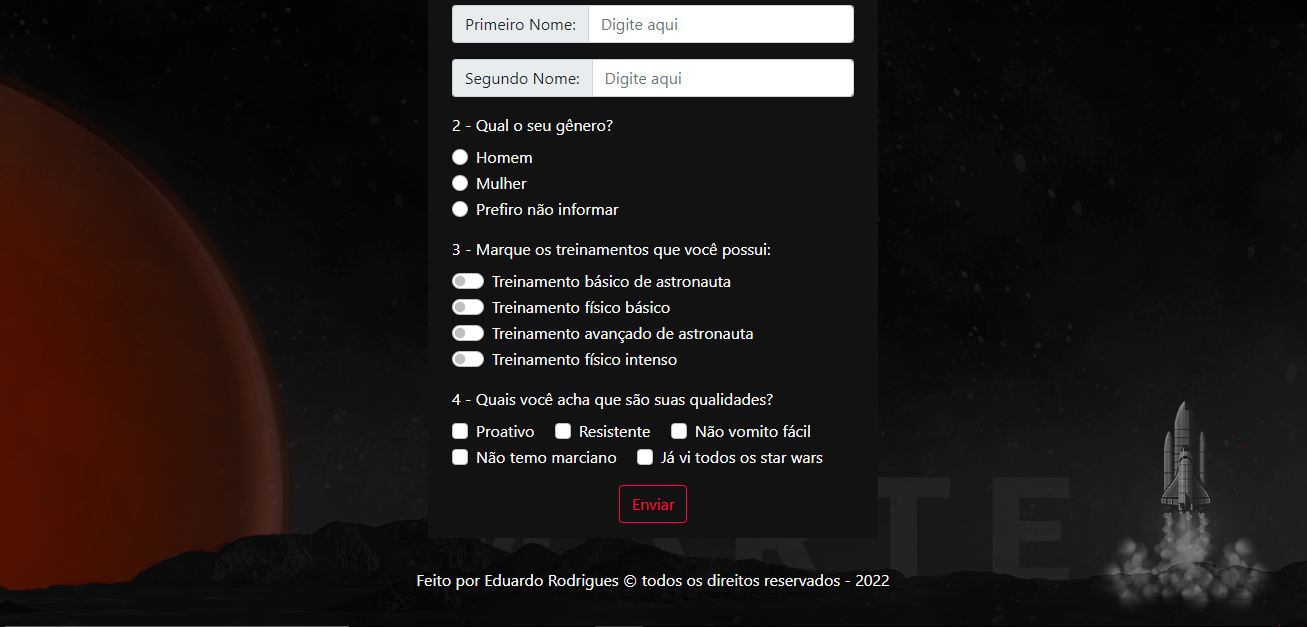 Primeiro Nome: Digite aqui
Segundo Nome: Digite aqui
2 - Qual o seu gênero?
Homem
Mulher
Prefiro não informar
3 - Marque os treinamentos que você possui:
Treinamento básico de astronauta
Treinamento físico básico
Treinamento avançado de astronauta
Treinamento físico intenso
4 - Quais você acha que são suas qualidades?
Proativo Resistente Não vomito fácil
Não temo marciano Já vi todos os star wars
Enviar
MARTE
Feito por Eduardo Rodrigues © todos os direitos reservados - 2022